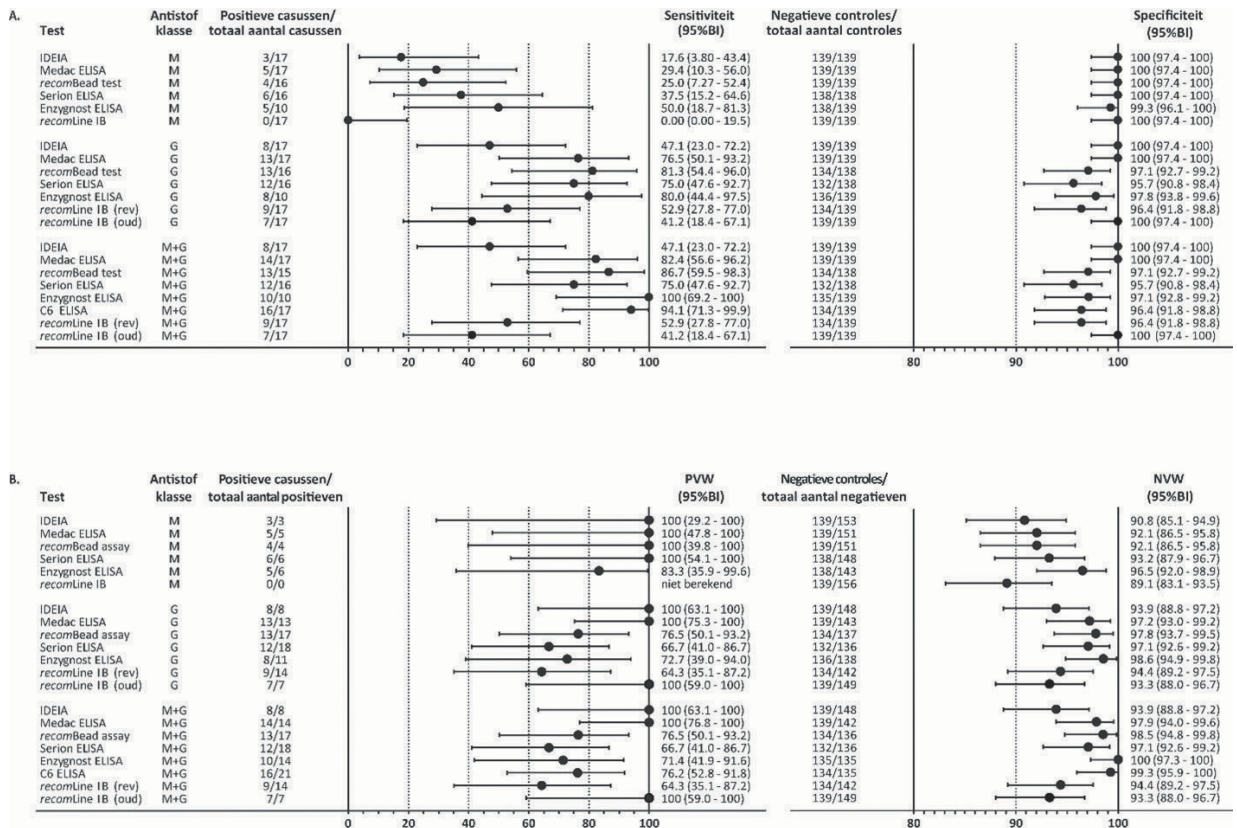 A.
Test Antistof klasse Positieve casussen/ totaal aantal casussen Sensitiviteit (95%BI) Negatieve controles/ totaal aantal controles Specificiteit (95%BI)
IDEIA M 3/17 17.6 (3.80 - 43.4) 139/139 100 (97.4 - 100)
Medac ELISA M 5/17 29.4 (10.3 - 56.0) 139/139 100 (97.4 - 100)
recomBead test M 4/16 25.0 (7.27 - 52.4) 139/139 100 (97.4 - 100)
Serion ELISA M 6/16 37.5 (15.2 - 64.6) 138/138 100 (97.4 - 100)
Enzygnost ELISA M 5/10 50.0 (18.7 - 81.3) 138/139 99.3 (96.1 - 100)
recomLine IB M 0/17 0.00 (0.00 - 19.5) 139/139 100 (97.4 - 100)
IDEIA G 8/17 47.1 (23.0 - 72.2) 139/139 100 (97.4 - 100)
Medac ELISA G 13/17 76.5 (50.1 - 93.2) 139/139 100 (97.4 - 100)
recomBead test G 13/16 81.3 (54.4 - 96.0) 134/138 97.1 (92.7 - 99.2)
Serion ELISA G 12/16 75.0 (47.6 - 92.7) 132/138 95.7 (90.8 - 98.4)
Enzygnost ELISA G 8/10 80.0 (44.4 - 97.5) 136/139 97.8 (93.8 - 99.6)
recomLine IB (rev) G 9/17 52.9 (27.8 - 77.0) 134/139 96.4 (91.8 - 98.8)
recomLine IB (oud) G 7/17 41.2 (18.4 - 67.1) 139/139 100 (97.4 - 100)
IDEIA M+G 8/17 47.1 (23.0 - 72.2) 139/139 100 (97.4 - 100)
Medac ELISA M+G 14/17 82.4 (56.6 - 96.2) 139/139 100 (97.4 - 100)
recomBead test M+G 13/15 86.7 (59.5 - 98.3) 134/138 97.1 (92.7 - 99.2)
Serion ELISA M+G 12/16 75.0 (47.6 - 92.7) 132/138 95.7 (90.8 - 98.4)
Enzygnost ELISA M+G 10/10 100 (69.2 - 100) 135/139 97.1 (92.8 - 99.2)
C6 ELISA M+G 16/17 94.1 (71.3 - 99.9) 134/139 96.4 (91.8 - 98.8)
recomLine IB (rev) M+G 9/17 52.9 (27.8 - 77.0) 134/139 96.4 (91.8 - 98.8)
recomLine IB (oud) M+G 7/17 41.2 (18.4 - 67.1) 139/139 100 (97.4 - 100)
0 20 40 60 80 100 80 90 100
B.
Test Antistof klasse Positieve casussen/ totaal aantal positieven PVW (95%BI) Negatieve controles/ totaal aantal negatieven NVW (95%BI)
IDEIA M 3/3 100 (29.2 - 100) 139/153 90.8 (85.1 - 94.9)
Medac ELISA M 5/5 100 (47.8 - 100) 139/151 92.1 (86.5 - 95.8)
recomBead assay M 4/4 100 (39.8 - 100) 139/151 92.1 (86.5 - 95.8)
Serion ELISA M 6/6 100 (54.1 - 100) 138/148 93.2 (87.9 - 96.7)
Enzygnost ELISA M 5/6 83.3 (35.9 - 99.6) 138/143 96.5 (92.0 - 98.9)
recomLine IB M 0/0 niet berekend 139/156 89.1 (83.1 - 93.5)
IDEIA G 8/8 100 (63.1 - 100) 139/148 93.9 (88.8 - 97.2)
Medac ELISA G 13/13 100 (75.3 - 100) 139/143 97.2 (93.0 - 99.2)
recomBead assay G 13/17 76.5 (50.1 - 93.2) 134/137 97.8 (93.7 - 99.5)
Serion ELISA G 12/18 66.7 (41.0 - 86.7) 132/136 97.1 (92.6 - 99.2)
Enzygnost ELISA G 8/11 72.7 (39.0 - 94.0) 136/138 98.6 (94.9 - 99.8)
recomLine IB (rev) G 9/14 64.3 (35.1 - 87.2) 134/142 94.4 (89.2 - 97.5)
recomLine IB (oud) G 7/7 100 (59.0 - 100) 139/149 93.3 (88.0 - 96.7)
IDEIA M+G 8/8 100 (63.1 - 100) 139/148 93.9 (88.8 - 97.2)
Medac ELISA M+G 14/14 100 (76.8 - 100) 139/142 97.9 (94.0 - 99.6)
recomBead assay M+G 13/17 76.5 (50.1 - 93.2) 134/136 98.5 (94.8 - 99.8)
Serion ELISA M+G 12/18 66.7 (41.0 - 86.7) 132/136 97.1 (92.6 - 99.2)
Enzygnost ELISA M+G 10/14 71.4 (41.9 - 91.6) 135/135 100 (97.3 - 100)
C6 ELISA M+G 16/21 76.2 (52.8 - 91.8) 134/135 99.3 (95.9 - 100)
recomLine IB (rev) M+G 9/14 64.3 (35.1 - 87.2) 134/142 94.4 (89.2 - 97.5)
recomLine IB (oud) M+G 7/7 100 (59.0 - 100) 139/149 93.3 (88.0 - 96.7)
0 20 40 60 80 100 80 90 100